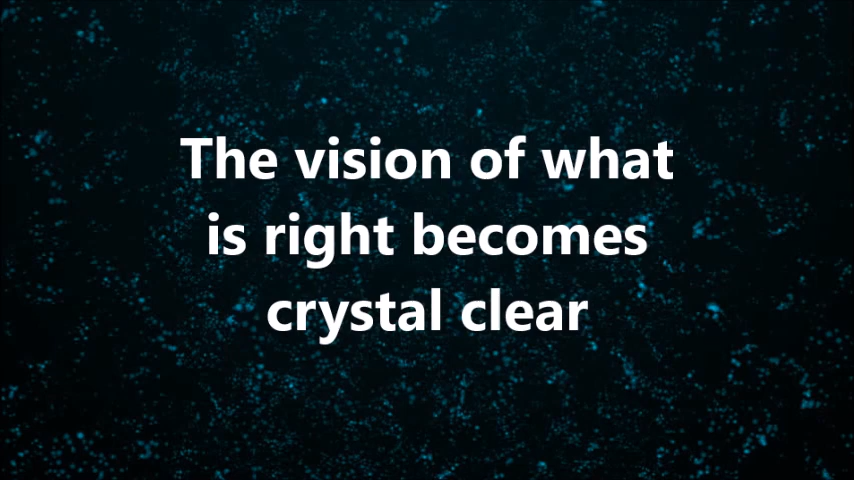 The vision of what
is right becomes
crystal clear